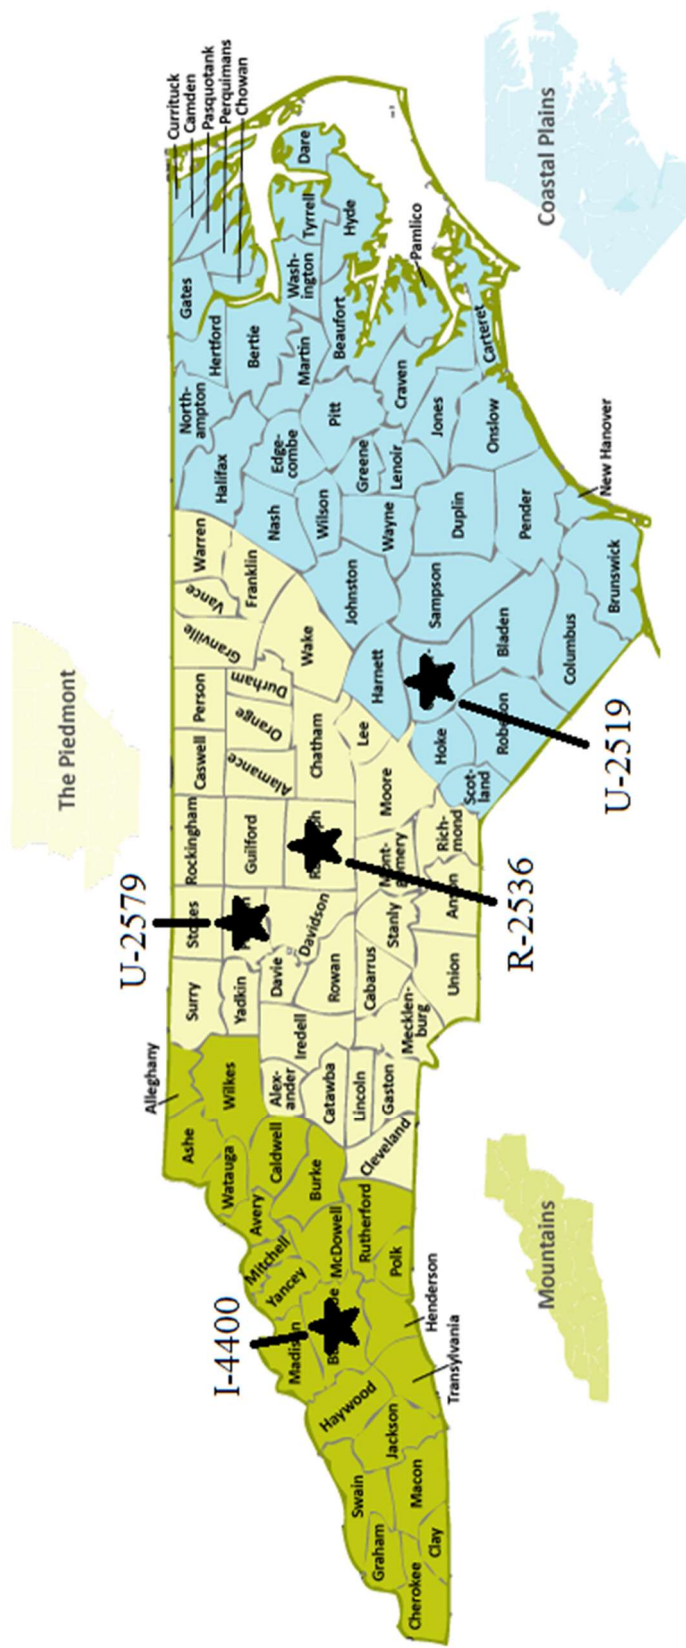 The Piedmont
Currituck
Camden
Pasquotank
Perquimans
Chowan
U-2579
Alleghany
I-4400
Ashe
Surry
Stokes
Rockingham
Caswell
Person
Granville
Vance
Warren
North-
ampton
Gates
Hertford
Halifax
Watauga
Wilkes
Yadkin
Guilford
Alamance
Orange
Durham
Franklin
Nash
Edge-
combe
Bertie
Mitchell
Avery
Caldwell
Alex-
ander
Iredell
Davie
Davidson
Chatham
Wake
Wilson
Martin
Wash-
ington
Tyrrell
Dare
Madison
Yancey
McDowell
Burke
Catawba
Rowan
Johnston
Greene
Pitt
Beaufort
Hyde
Swain
Haywood
Rutherford
Cleveland
Lincoln
Cabarrus
Stanly
Mont-
Moore
Lee
Harnett
Wayne
Lenoir
Craven
Pamlico
Graham
Jackson
Polk
Gaston
Mecklen-
burg
Union
Anson
Rich-
mond
Scot-
land
Hoke
Sampson
Duplin
Jones
Carteret
Cherokee
Clay
Macon
Transylvania
Henderson
Robeson
Bladen
Pender
Onslow
Columbus
Brunswick
New Hanover
R-2536
U-2519
Mountains
Coastal Plains